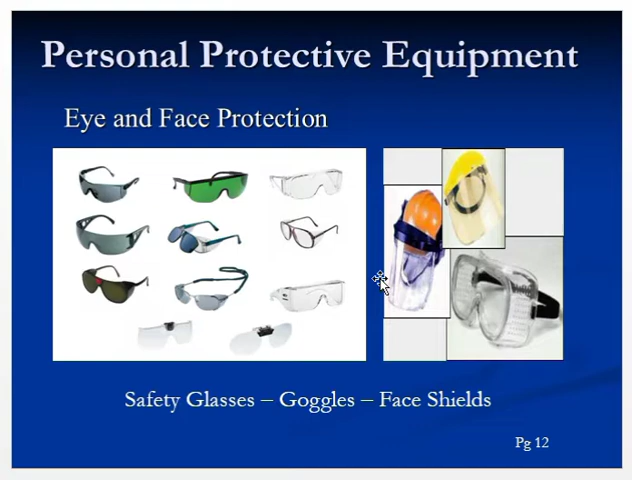 Personal Protective Equipment
Eye and Face Protection
Safety Glasses – Goggles – Face Shields
Pg 12